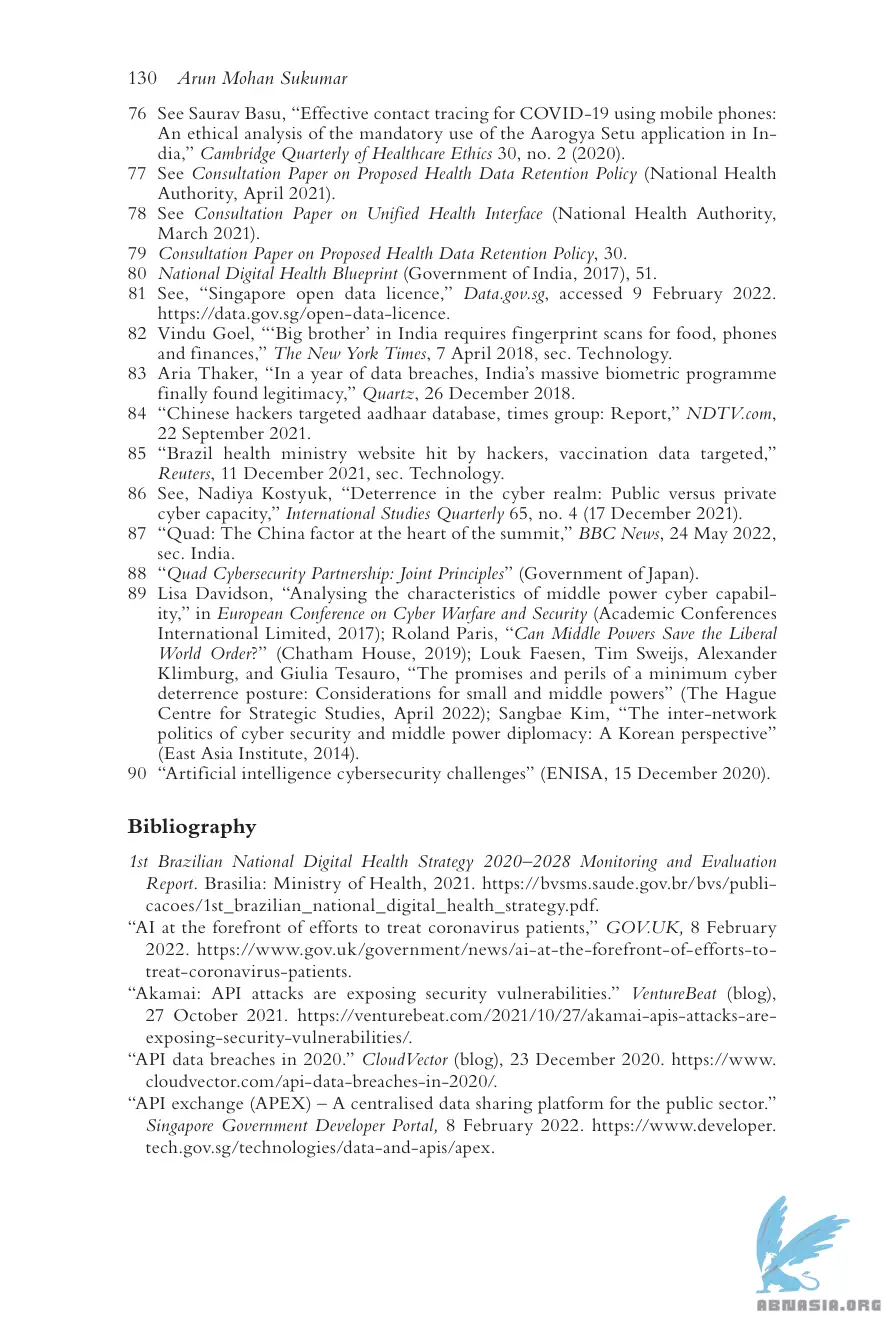 130 Arun Mohan Sukumar
76 See Saurav Basu, “Effective contact tracing for COVID-19 using mobile phones:
An ethical analysis of the mandatory use of the Aarogya Setu application in In-
dia,” Cambridge Quarterly of Healthcare Ethics 30, no. 2 (2020).
77 See Consultation Paper on Proposed Health Data Retention Policy (National Health
Authority, April 2021).
78 See Consultation Paper on Unified Health Interface (National Health Authority,
March 2021).
79 Consultation Paper on Proposed Health Data Retention Policy, 30.
80 National Digital Health Blueprint (Government of India, 2017), 51.
81 See, “Singapore open data licence,” Data.gov.sg, accessed 9 February 2022.
https://data.gov.sg/open-data-licence.
82 Vindu Goel, “‘Big brother’ in India requires fingerprint scans for food, phones
and finances,” The New York Times, 7 April 2018, sec. Technology.
83 Aria Thaker, “In a year of data breaches, India’s massive biometric programme
finally found legitimacy,” Quartz, 26 December 2018.
84 “Chinese hackers targeted aadhaar database, times group: Report,” NDTV.com,
22 September 2021.
85 “Brazil health ministry website hit by hackers, vaccination data targeted,”
Reuters, 11 December 2021, sec. Technology.
86 See, Nadiya Kostyuk, “Deterrence in the cyber realm: Public versus private
cyber capacity,” International Studies Quarterly 65, no. 4 (17 December 2021).
87 “Quad: The China factor at the heart of the summit,” BBC News, 24 May 2022,
sec. India.
88 “Quad Cybersecurity Partnership: Joint Principles” (Government of Japan).
89 Lisa Davidson, “Analysing the characteristics of middle power cyber capabil-
ity,” in European Conference on Cyber Warfare and Security (Academic Conferences
International Limited, 2017); Roland Paris, “Can Middle Powers Save the Liberal
World Order?” (Chatham House, 2019); Louk Faesen, Tim Sweijs, Alexander
Klimburg, and Giulia Tesauro, “The promises and perils of a minimum cyber
deterrence posture: Considerations for small and middle powers” (The Hague
Centre for Strategic Studies, April 2022); Sangbae Kim, “The inter-network
politics of cyber security and middle power diplomacy: A Korean perspective”
(East Asia Institute, 2014).
90 “Artificial intelligence cybersecurity challenges” (ENISA, 15 December 2020).
Bibliography
1st Brazilian National Digital Health Strategy 2020–2028 Monitoring and Evaluation
Report. Brasilia: Ministry of Health, 2021. https://bvsms.saude.gov.br/bvs/publi-
cacoes/1st_brazilian_national_digital_health_strategy.pdf.
“AI at the forefront of efforts to treat coronavirus patients,” GOV.UK, 8 February
2022. https://www.gov.uk/government/news/ai-at-the-forefront-of-efforts-to-
treat-coronavirus-patients.
“Akamai: API attacks are exposing security vulnerabilities.” VentureBeat (blog),
27 October 2021. https://venturebeat.com/2021/10/27/akamai-apis-attacks-are-
exposing-security-vulnerabilities/.
“API data breaches in 2020.” CloudVector (blog), 23 December 2020. https://www.
cloudvector.com/api-data-breaches-in-2020/.
“API exchange (APEX) – A centralised data sharing platform for the public sector.”
Singapore Government Developer Portal, 8 February 2022. https://www.developer.
tech.gov.sg/technologies/data-and-apis/apex.
ABNASIA.ORG